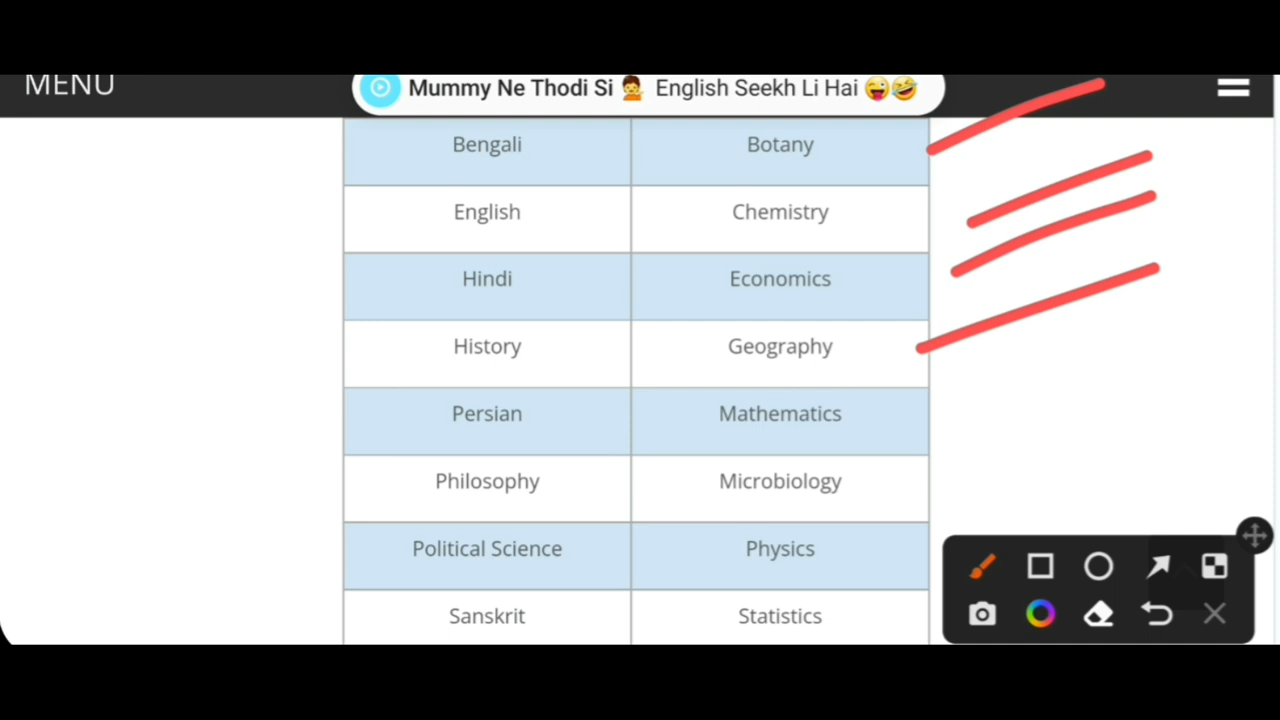 MENU
Mummy Ne Thodi Si 🙍 English Seekh Li Hai 😜🤣
Bengali Botany
English Chemistry
Hindi Economics
History Geography
Persian Mathematics
Philosophy Microbiology
Political Science Physics
Sanskrit Statistics